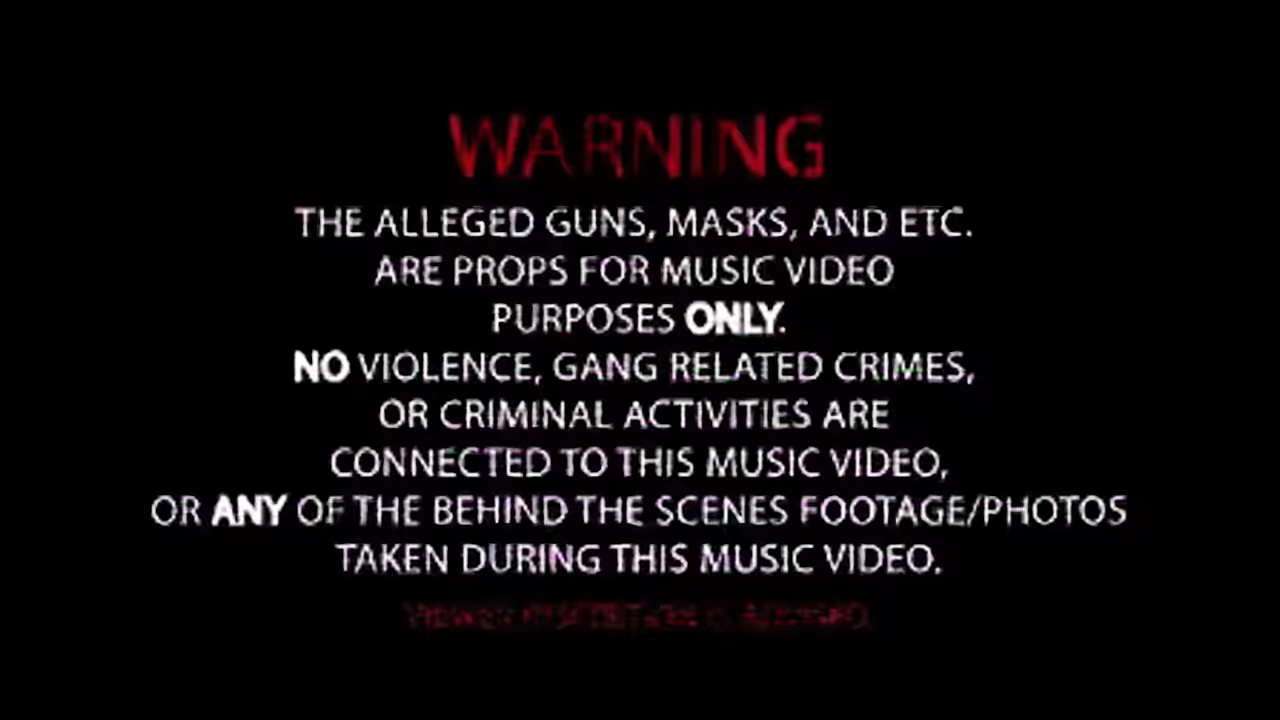 WARNING
THE ALLEGED GUNS, MASKS, AND ETC.
ARE PROPS FOR MUSIC VIDEO
PURPOSES ONLY.
NO VIOLENCE, GANG RELATED CRIMES,
OR CRIMINAL ACTIVITIES ARE
CONNECTED TO THIS MUSIC VIDEO,
OR ANY OF THE BEHIND THE SCENES FOOTAGE/PHOTOS
TAKEN DURING THIS MUSIC VIDEO.